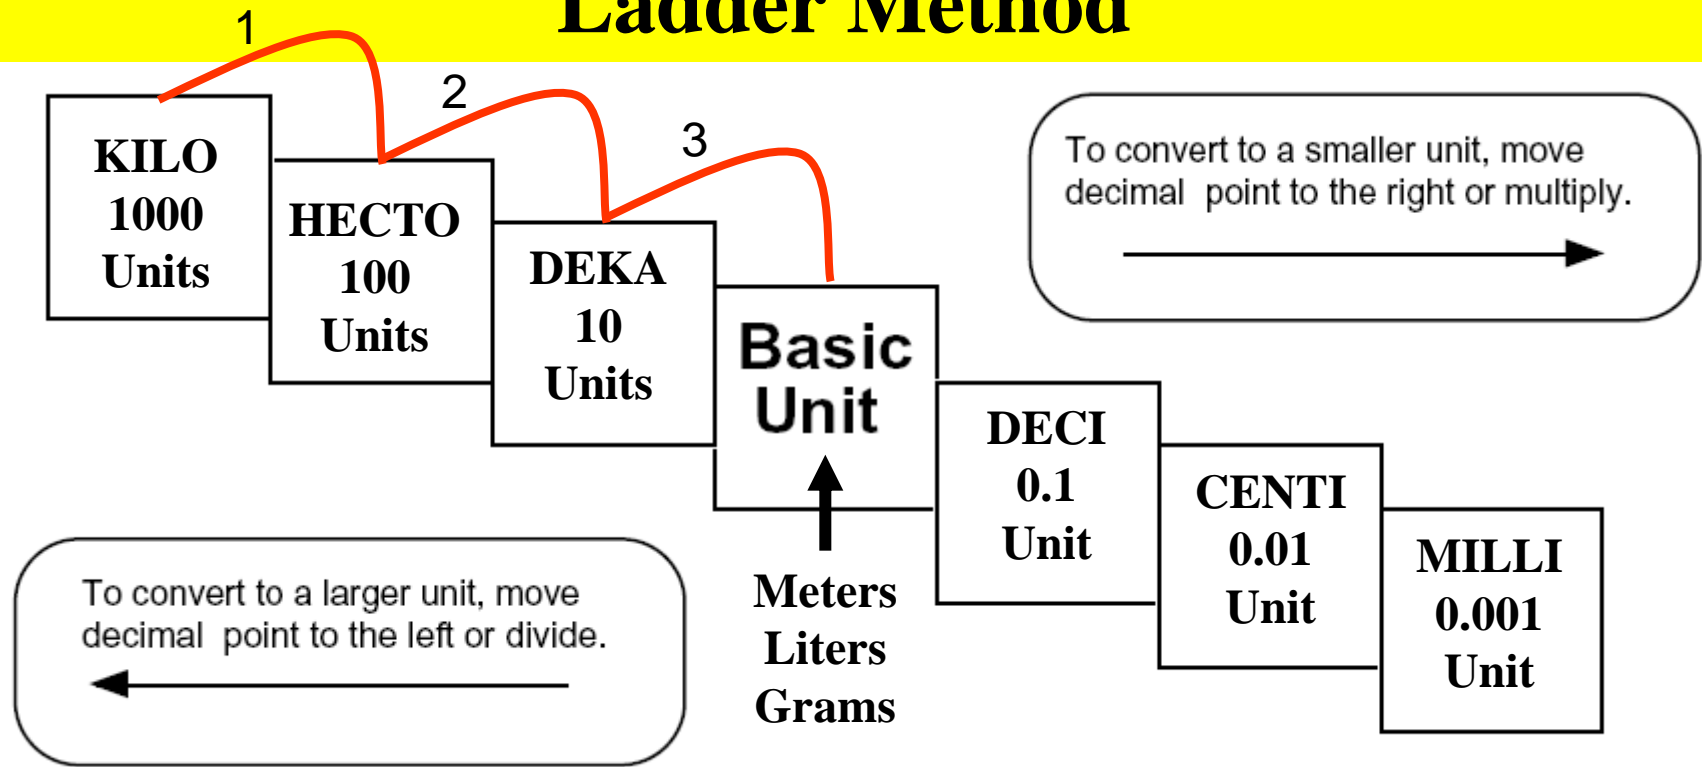 Ladder Method
1
2
3
KILO
1000
Units
HECTO
100
Units
DEKA
10
Units
Basic
Unit
DECI
0.1
Unit
CENTI
0.01
Unit
MILLI
0.001
Unit
To convert to a smaller unit, move
decimal point to the right or multiply.
To convert to a larger unit, move
decimal point to the left or divide.
Meters
Liters
Grams